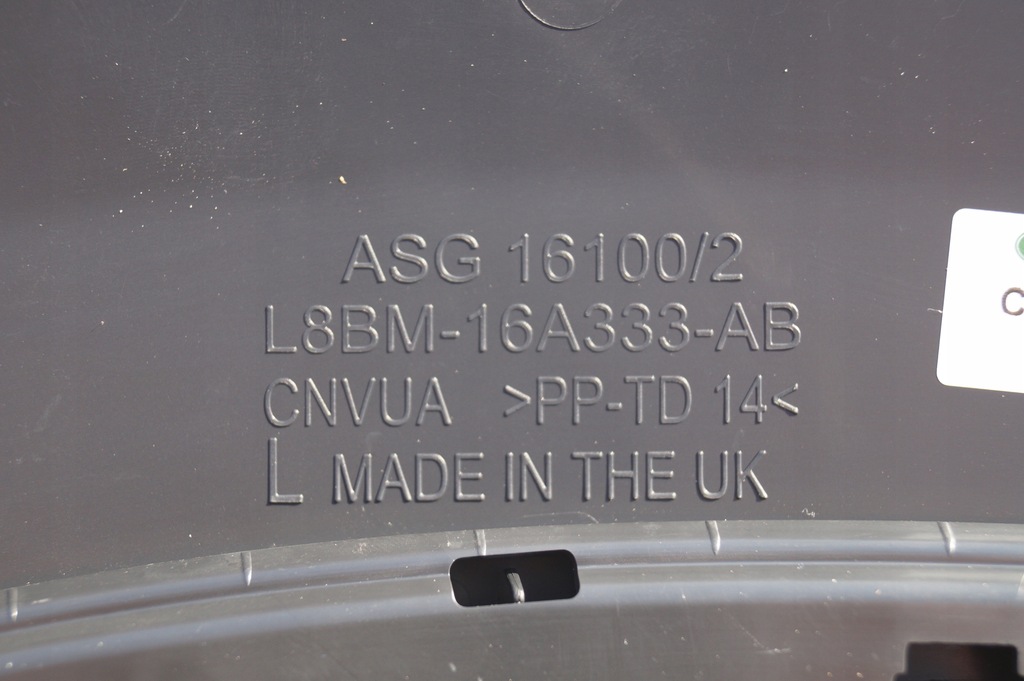 ASG 16100/2
L8BM-16A333-AB
CNVUA >PP-TD 14<
L MADE IN THE UK
C